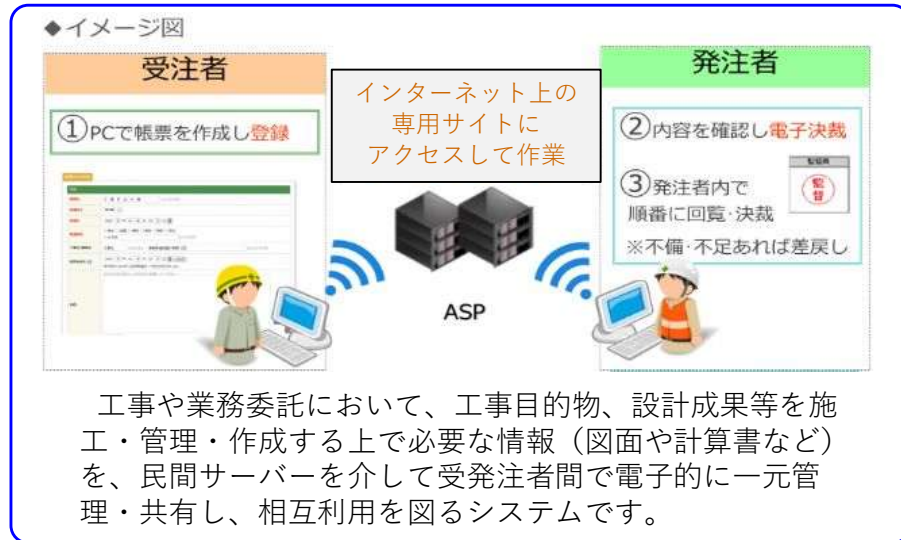 ◆イメージ図
受注者
①PCで帳票を作成し登録
インターネット上の
専用サイトに
アクセスして作業
ASP
発注者
②内容を確認し電子決裁
③発注者内で
順番に回覧・決裁
※不備・不足あれば差戻し
監督
工事や業務委託において、工事目的物、設計成果等を施
工・管理・作成する上で必要な情報（図面や計算書など）
を、民間サーバーを介して受発注者間で電子的に一元管
理・共有し、相互利用を図るシステムです。